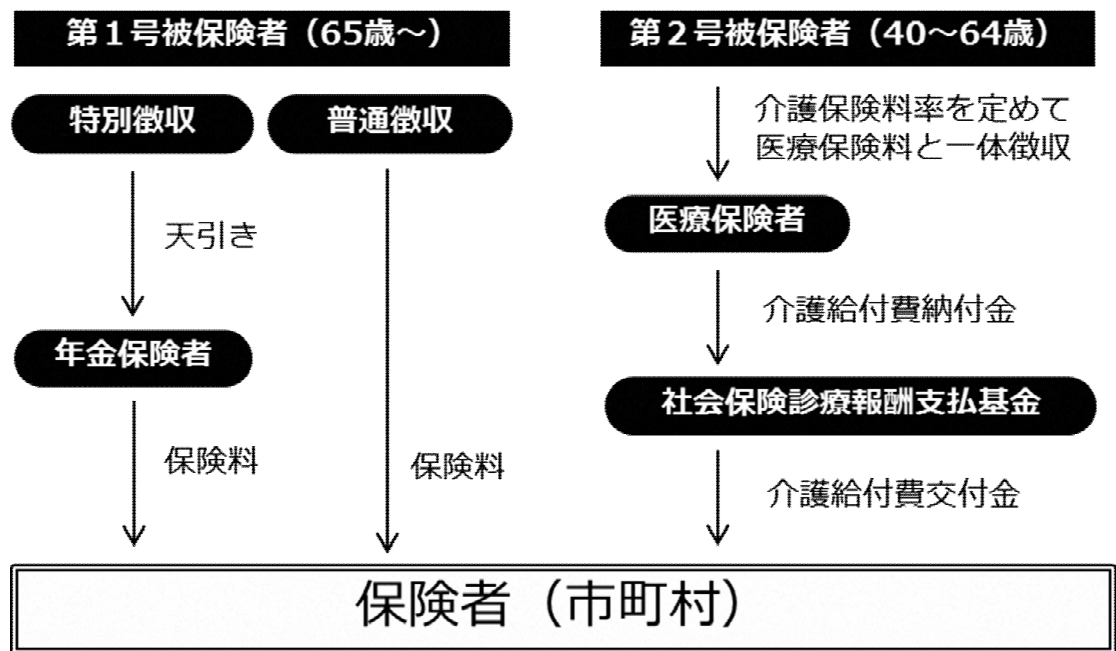 第１号被保険者（65歳～）
特別徴収
普通徴収
天引き
年金保険者
保険料
保険料
第２号被保険者（40～64歳）
介護保険料率を定めて
医療保険料と一体徴収
医療保険者
介護給付費納付金
社会保険診療報酬支払基金
介護給付費交付金
保険者（市町村）